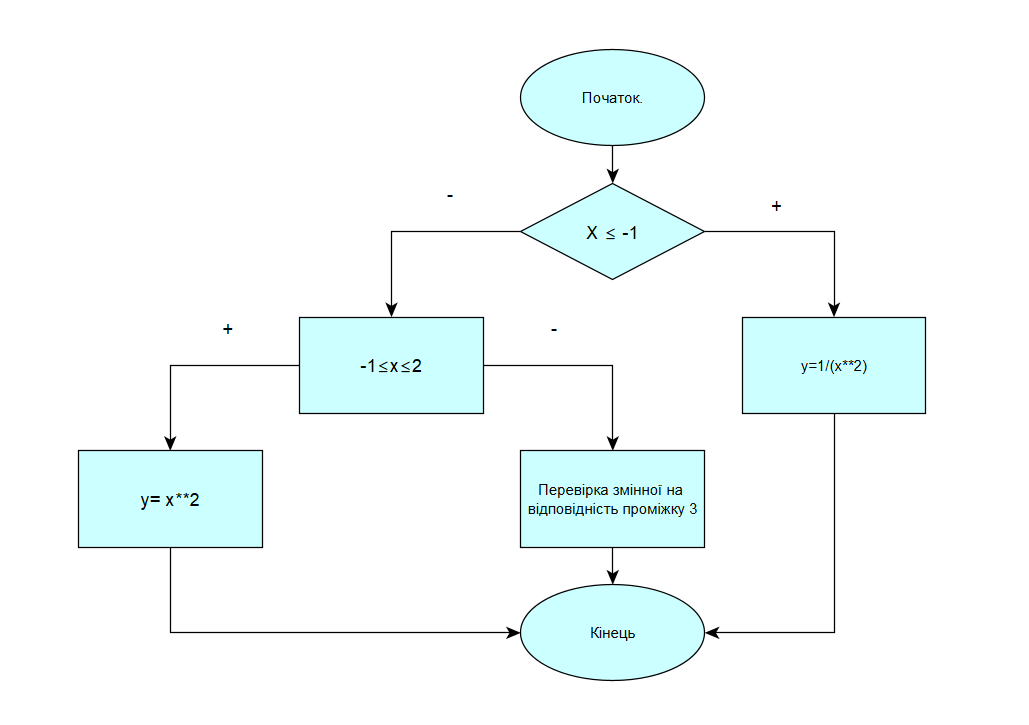 Початок.
-
+
X ≤ -1
+
-
-1≤x≤2
y=1/(x**2)
y= x**2
Перевірка змінної на
відповідність проміжку 3
Кінець